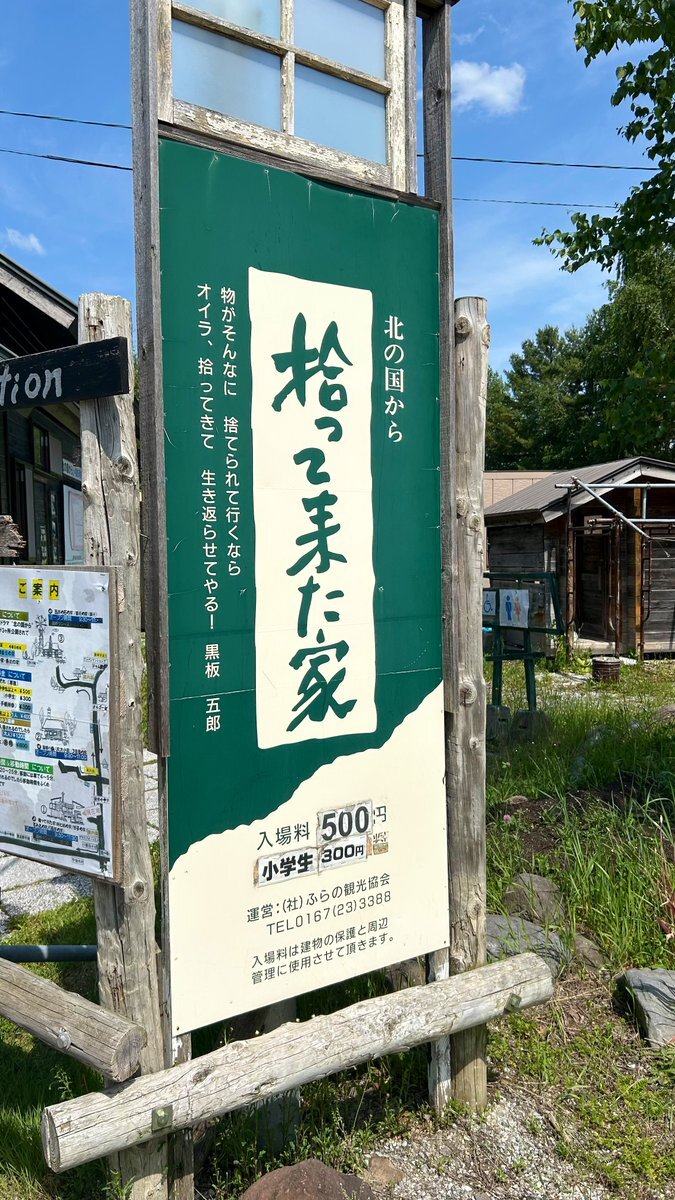 北の国から
拾って来た家
物がそんなに 捨てられて行くなら
オイラ、拾ってきて 生き返らせてやる! 黒板 五郎
入場料 500円
小学生 300円
運営:(社)ふらの観光協会
TEL0167(23)3388
入場料は建物の保護と周辺
管理に使用させて頂きます。
tion
ご案内